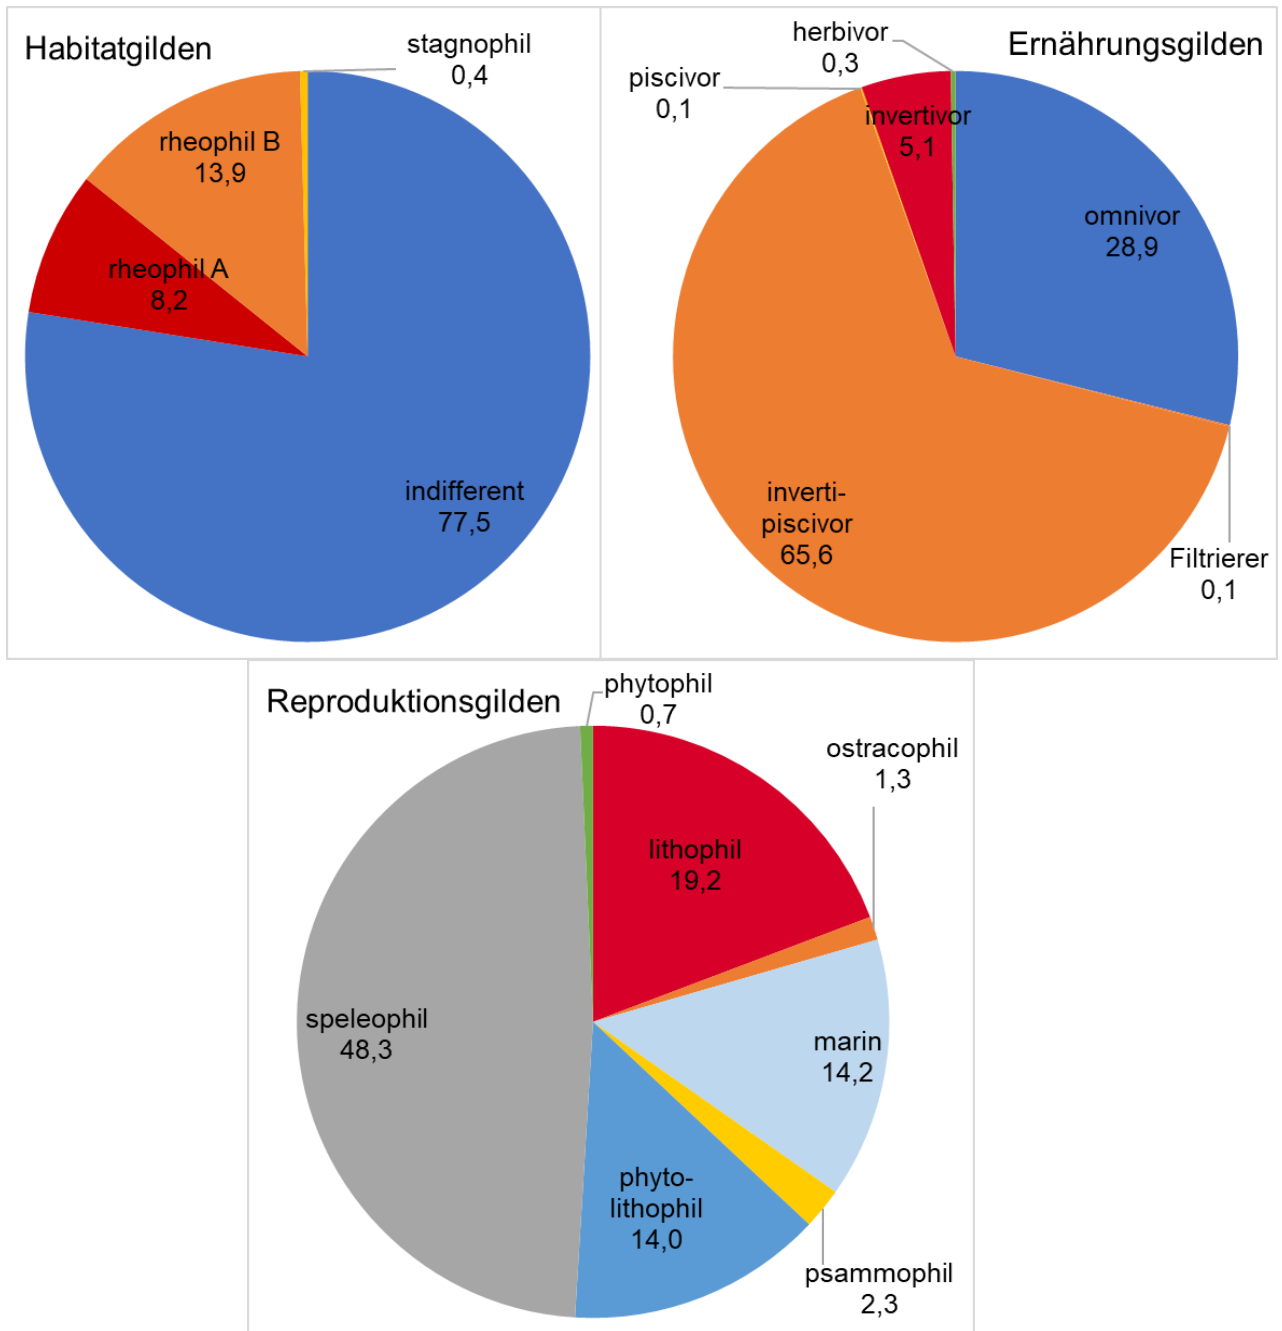 Habitatgilden
stagnophil
0,4
rheophil B
13,9
rheophil A
8,2
indifferent
77,5
Ernährungsgilden
herbivor
0,3
piscivor
0,1
invertivor
5,1
omnivor
28,9
inverti-
piscivor
65,6
Filtrierer
0,1
Reproduktionsgilden
phytophil
0,7
ostracophil
1,3
lithophil
19,2
speleophil
48,3
marin
14,2
phyto-
lithophil
14,0
psammophil
2,3